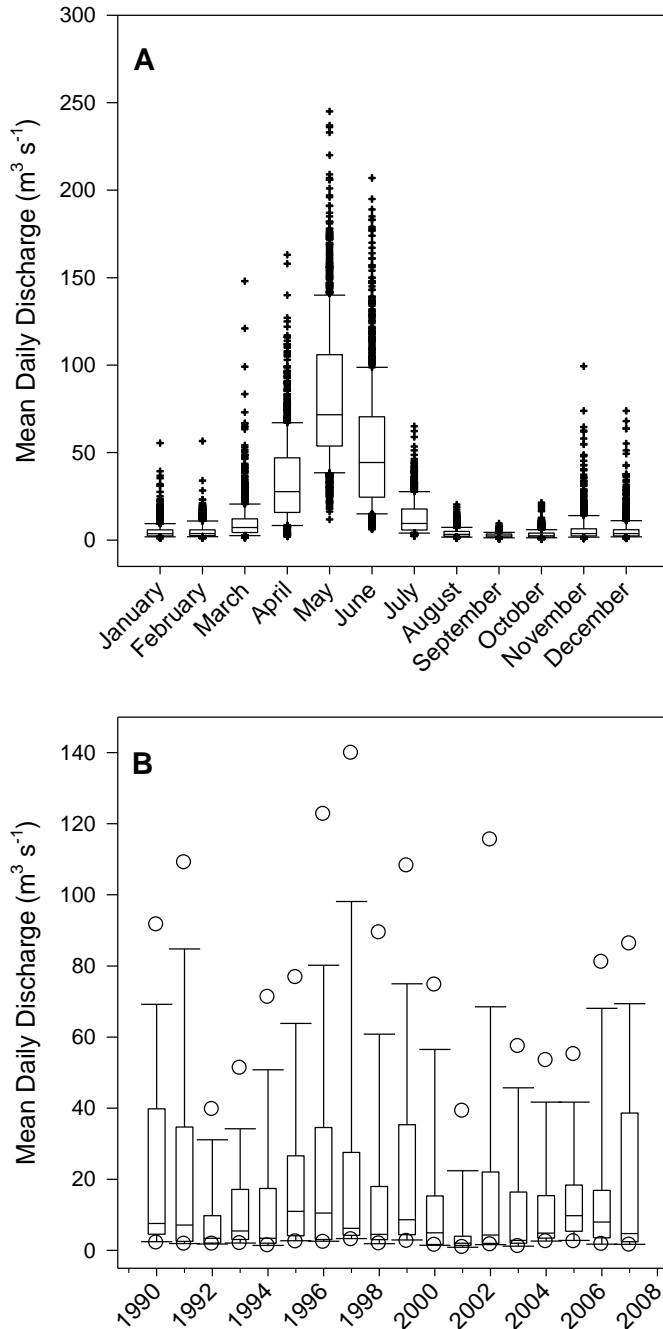 300
A
250
200
150
100
50
0
Mean Daily Discharge (m³ s⁻¹)
January
February
March
April
May
June
July
August
September
October
November
December
140
B
120
100
80
60
40
20
0
Mean Daily Discharge (m³ s⁻¹)
1990
1992
1994
1996
1998
2000
2002
2004
2006
2008